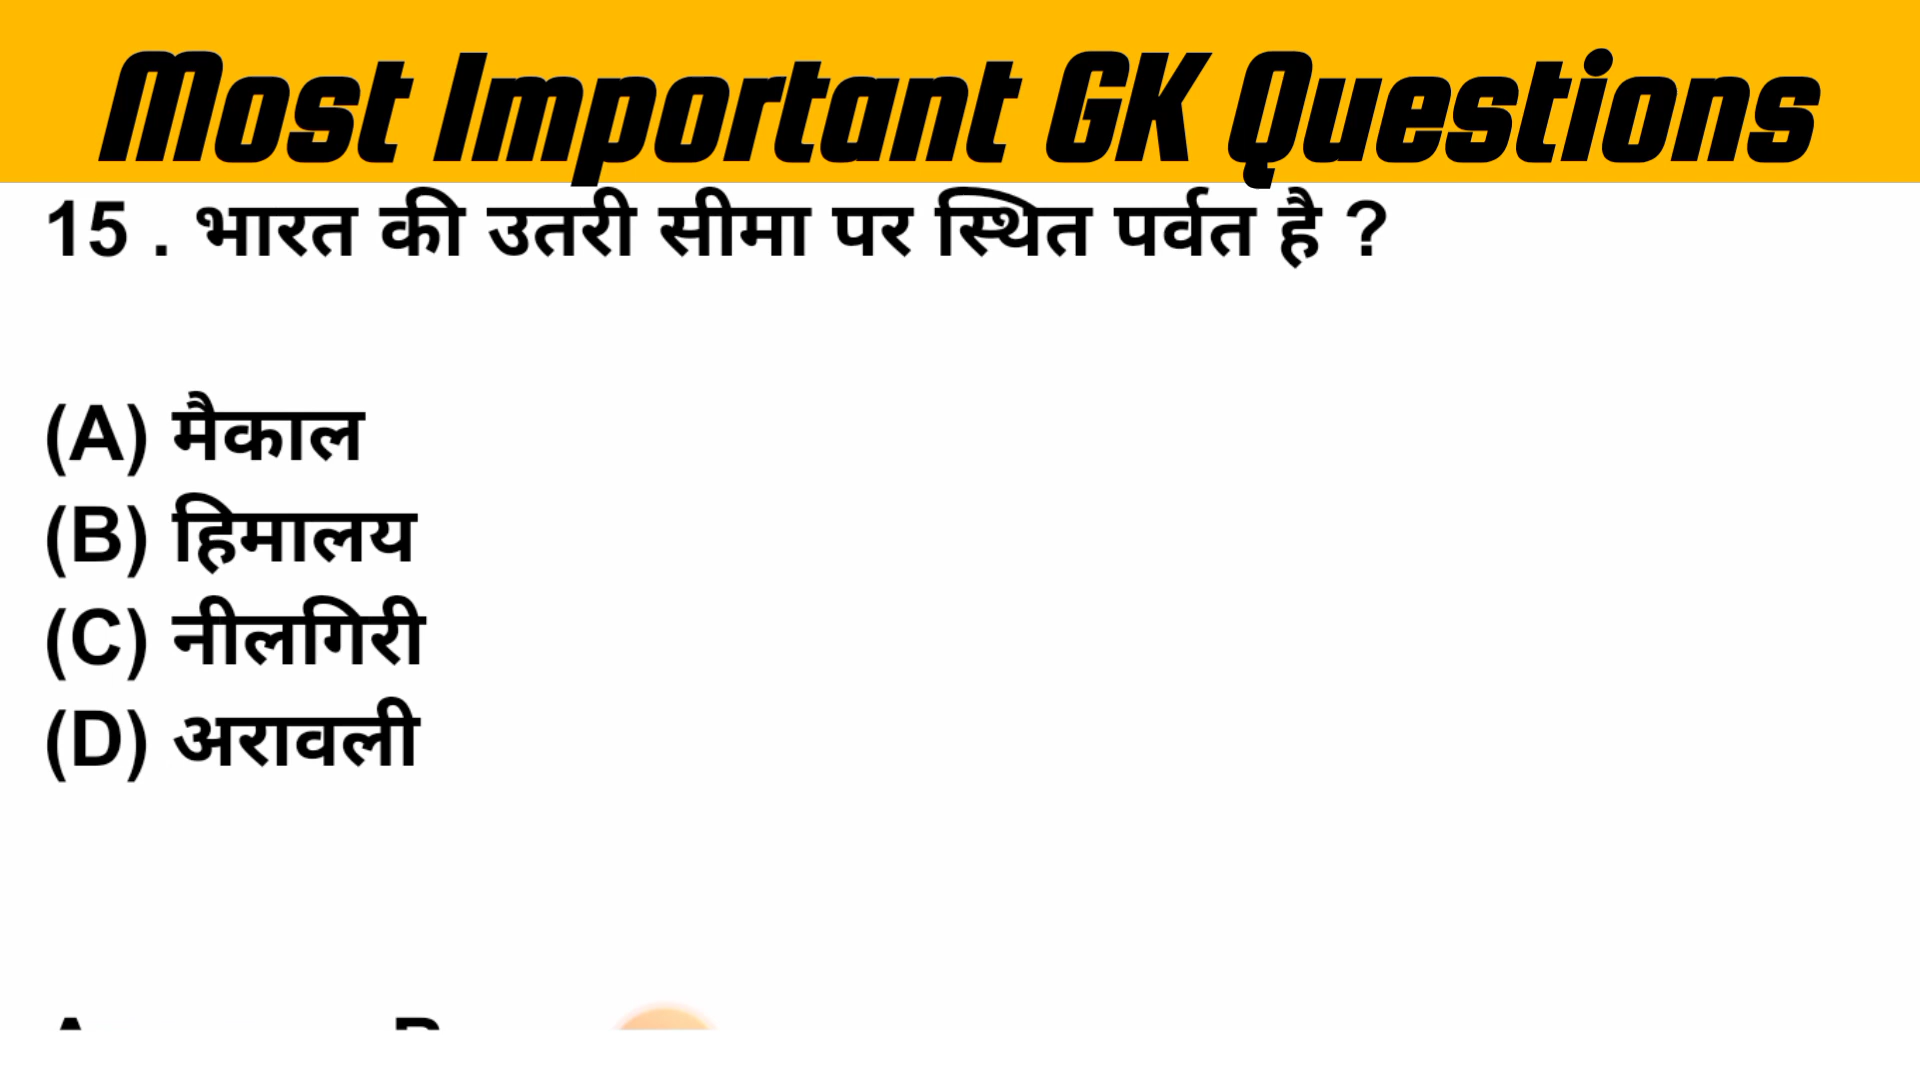 Most Important GK Questions
15 . भारत की उतरी सीमा पर स्थित पर्वत है ?
(A) मैकाल
(B) हिमालय
(C) नीलगिरी
(D) अरावली